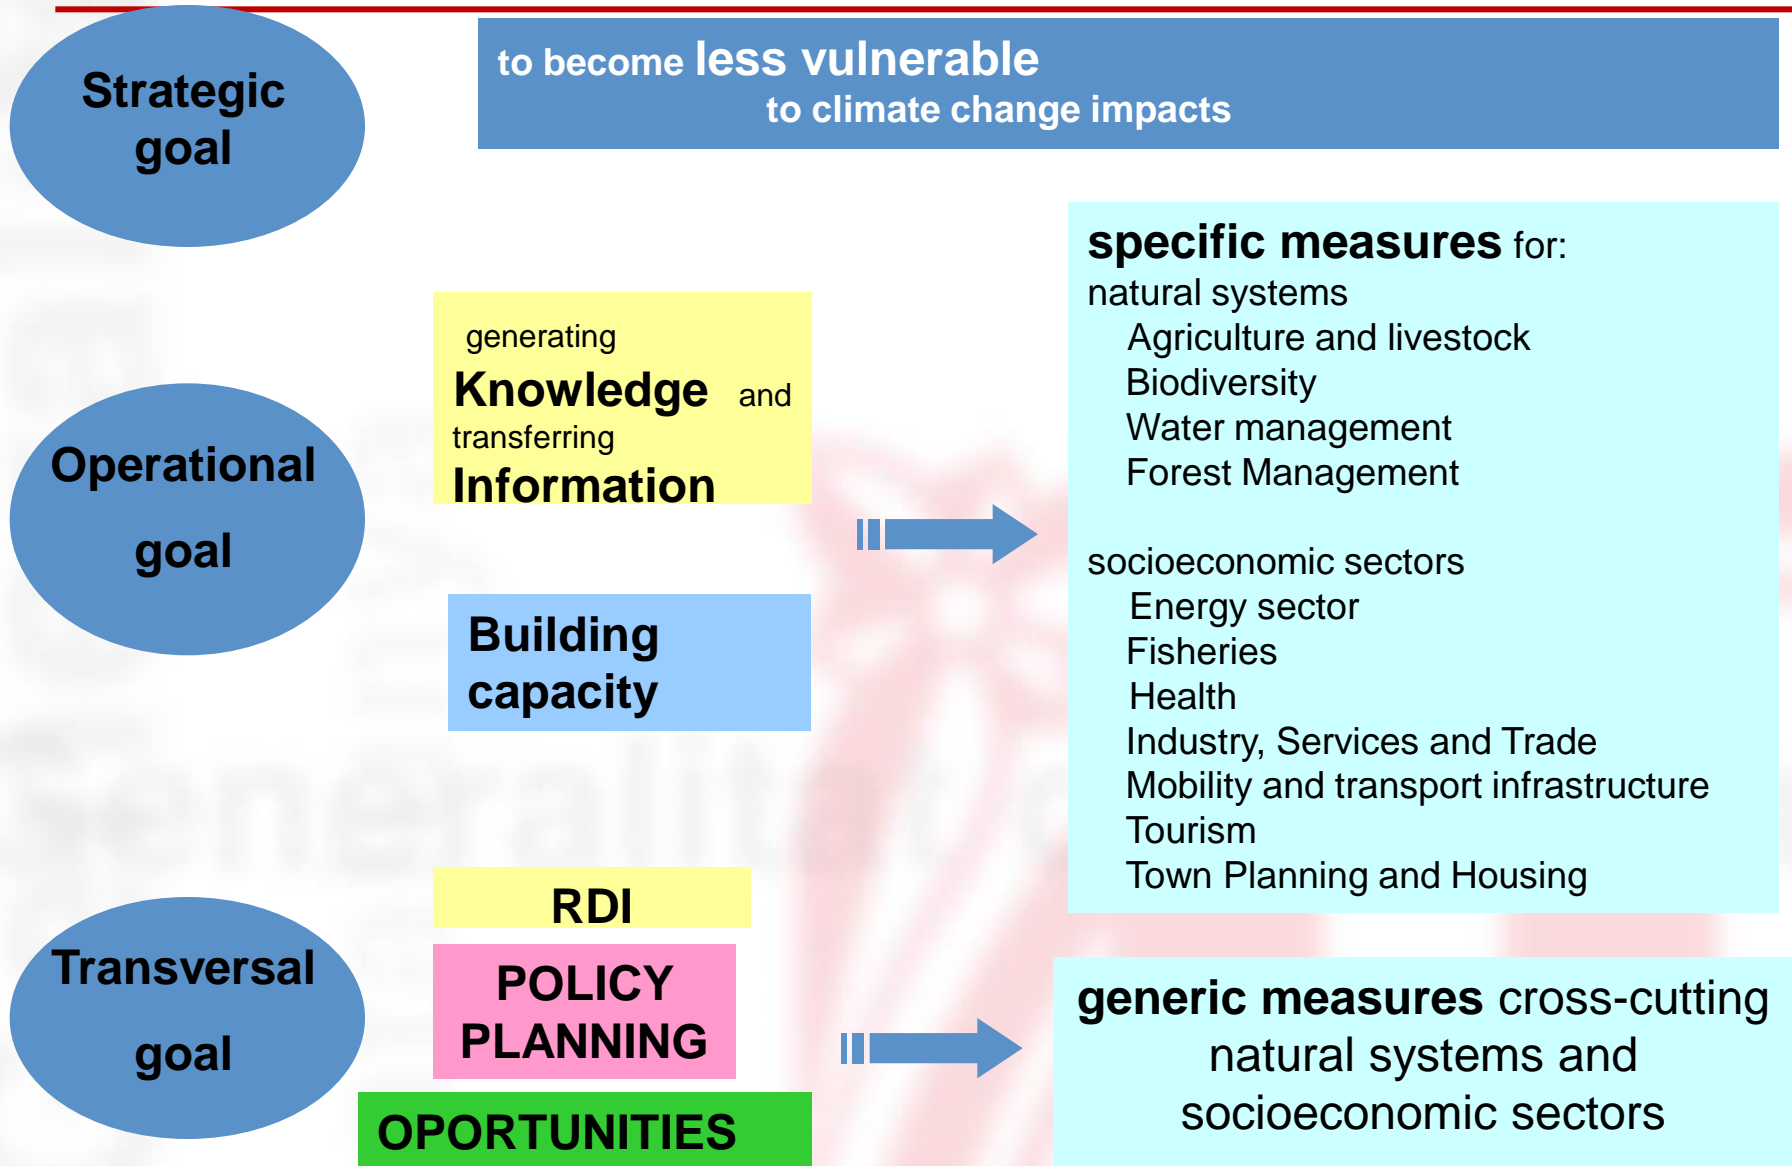 Strategic
goal
to become less vulnerable
to climate change impacts
Operational
goal
generating
Knowledge and
transferring
Information
Building
capacity
specific measures for:
natural systems
Agriculture and livestock
Biodiversity
Water management
Forest Management
socioeconomic sectors
Energy sector
Fisheries
Health
Industry, Services and Trade
Mobility and transport infrastructure
Tourism
Town Planning and Housing
Transversal
goal
RDI
POLICY
PLANNING
OPORTUNITIES
generic measures cross-cutting
natural systems and
socioeconomic sectors
Generalitat